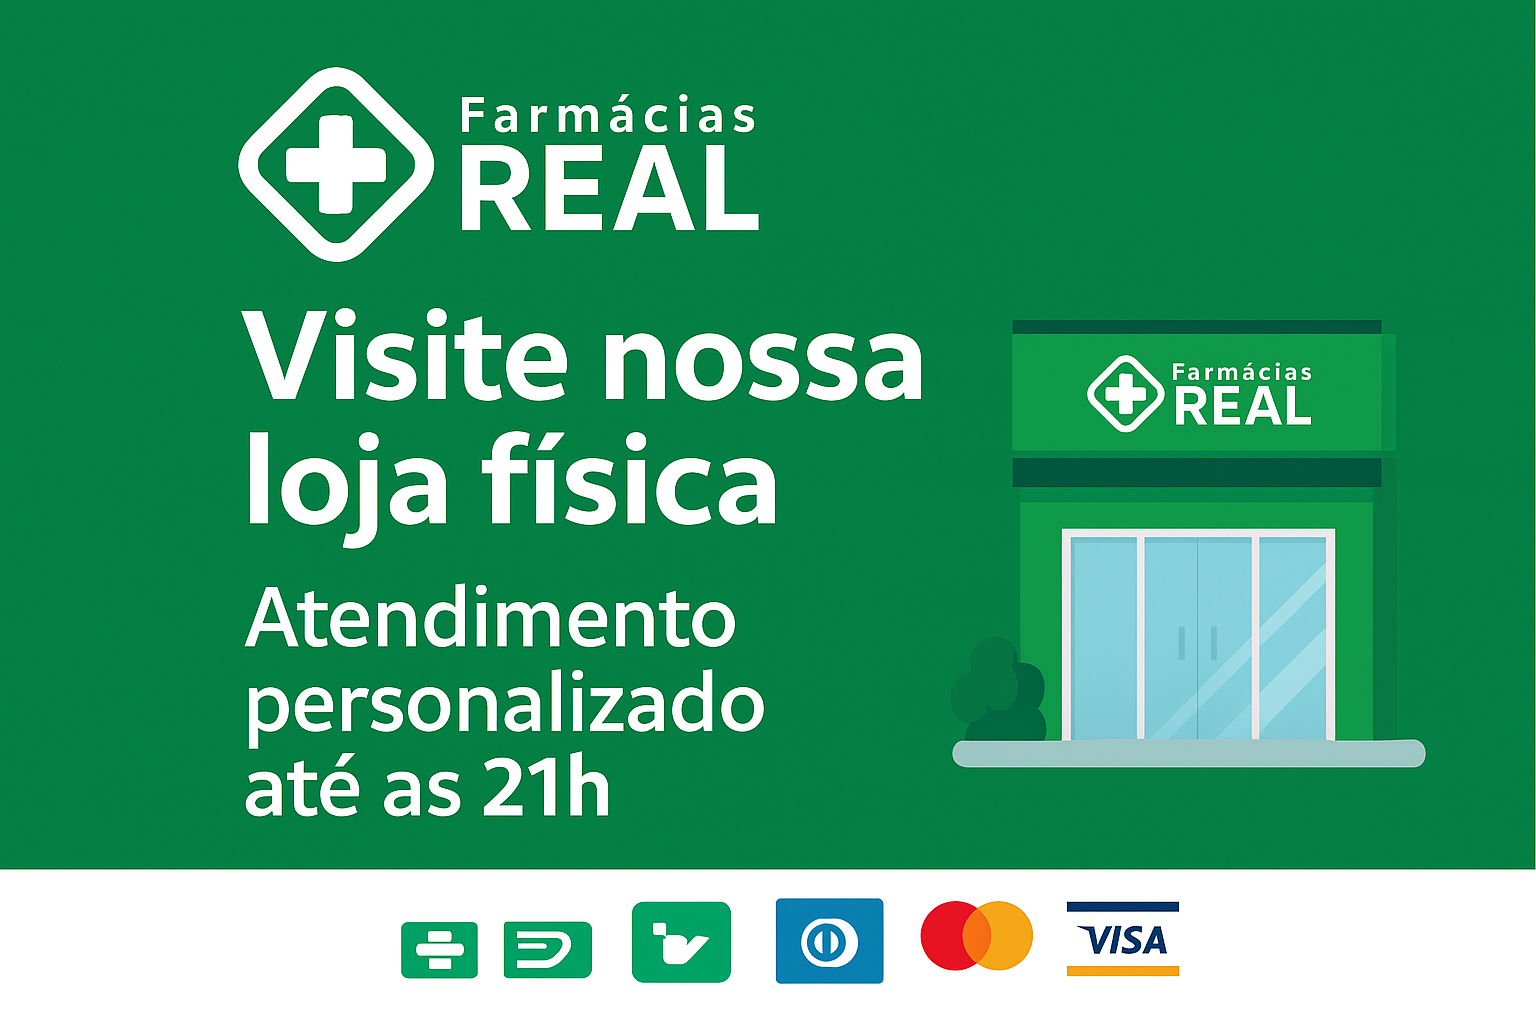 Farmácias
REAL
Visite nossa
loja física
Atendimento
personalizado
até as 21h
Farmácias
REAL
VISA